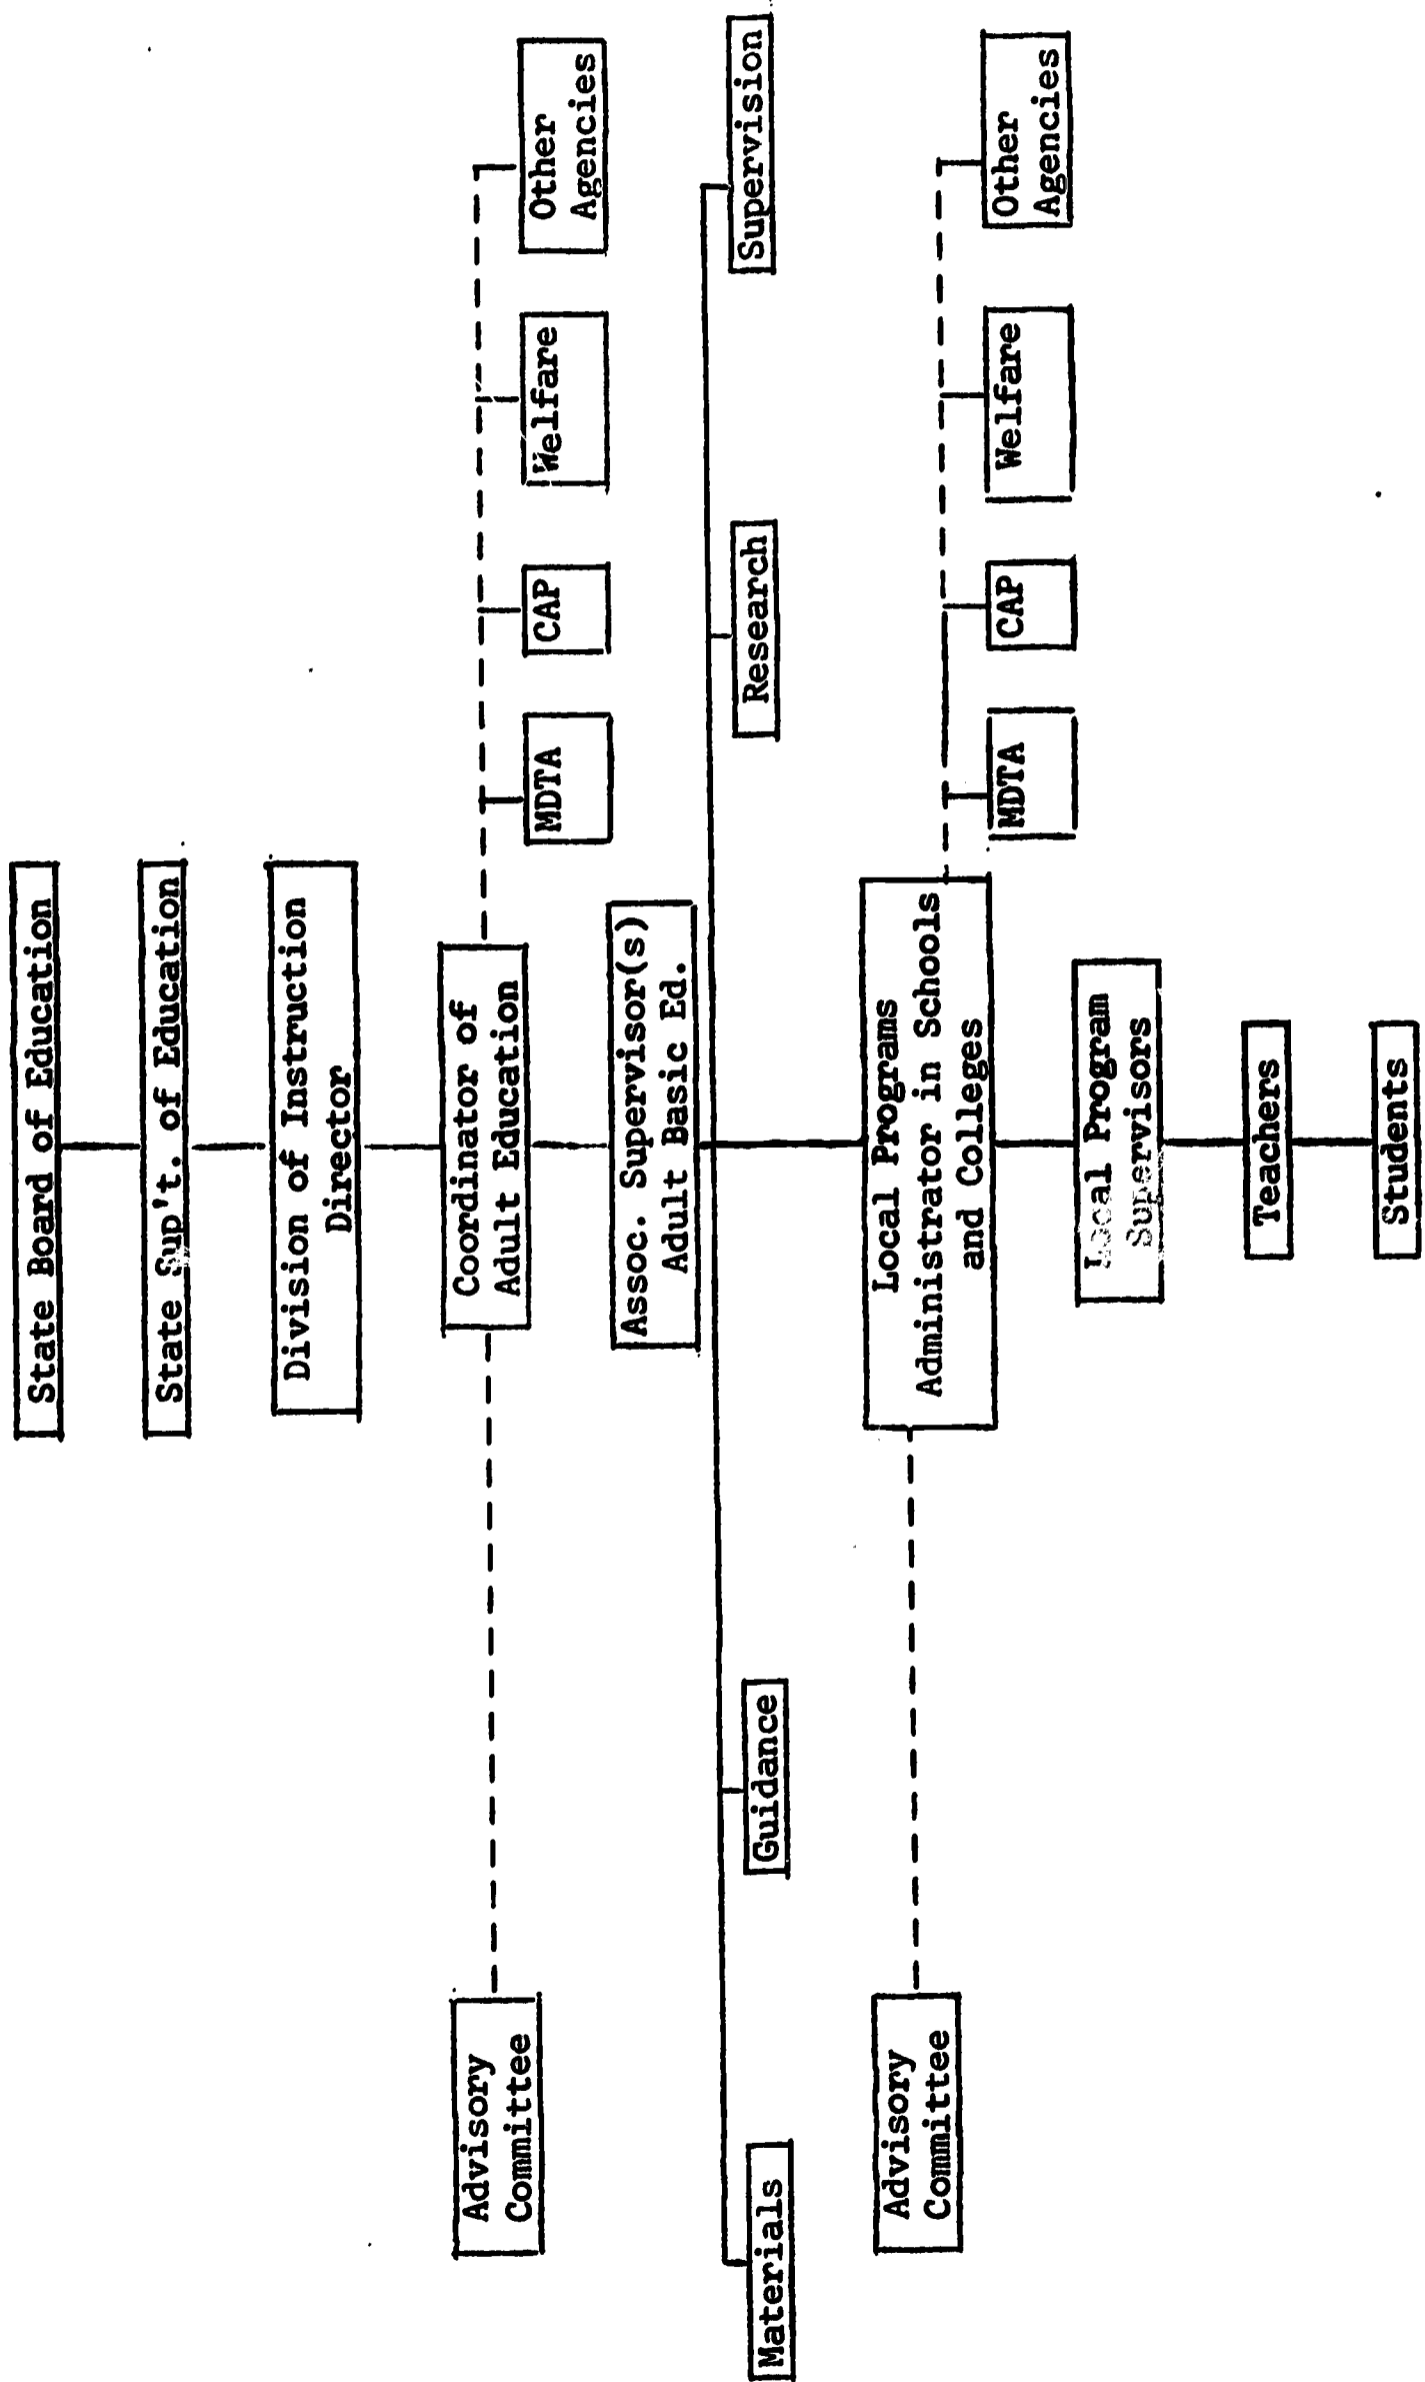 State Board of Education
State Sup't. of Education
Division of Instruction
Director
Advisory
Committee
Coordinator of
Adult Education
MDTA
CAP
Welfare
Other
Agencies
Assoc. Supervisor(s)
Adult Basic Ed.
Materials
Guidance
Research
Supervision
Advisory
Committee
Local Programs
Administrator in Schools
and Colleges
MDTA
CAP
Welfare
Other
Agencies
Local Program
Supervisors
Teachers
Students